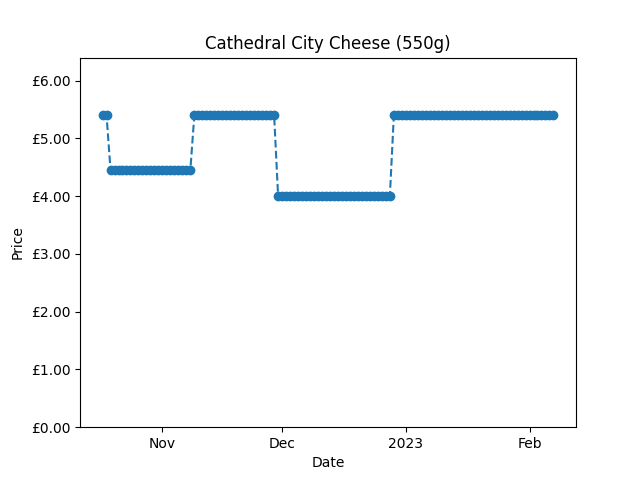 Cathedral City Cheese (550g)
£6.00
£5.00
£4.00
£3.00
£2.00
£1.00
£0.00
Price
Nov
Dec
2023
Feb
Date